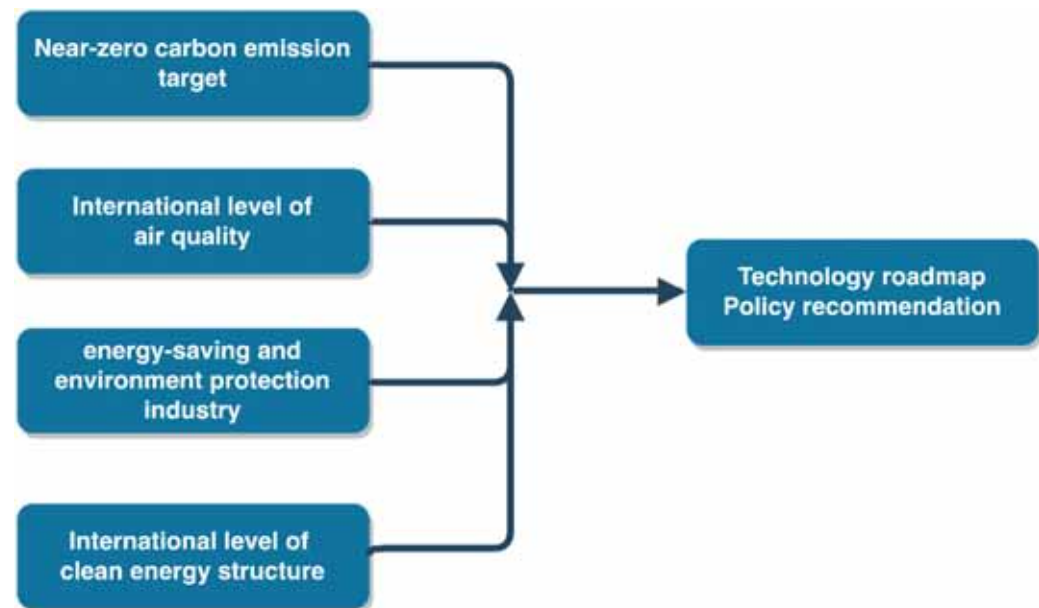 Near-zero carbon emission
target
International level of
air quality
energy-saving and
environment protection
industry
International level of
clean energy structure
Technology roadmap
Policy recommendation